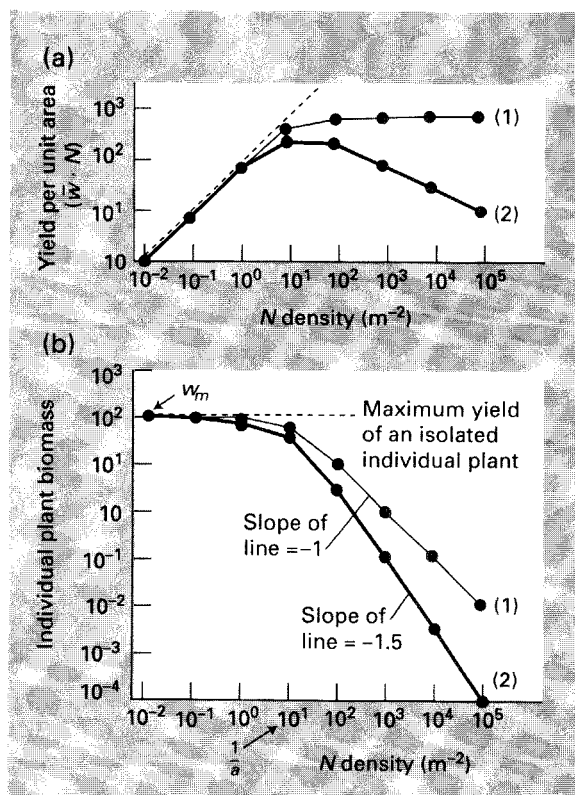 (a)
Yield per unit area
(w̄ · N)
10³
10²
10¹
10
(1)
(2)
10⁻² 10⁻¹ 10⁰ 10¹ 10² 10³ 10⁴ 10⁵
N density (m⁻²)
(b)
Individual plant biomass
10³
10²
10¹
10⁰
10⁻¹
10⁻²
10⁻³
10⁻⁴
wₘ
Maximum yield
of an isolated
individual plant
Slope of
line =–1
Slope of
line = –1.5
(1)
(2)
10⁻² 10⁻¹ 10⁰ 10¹ 10² 10³ 10⁴ 10⁵
1
a
N density (m⁻²)